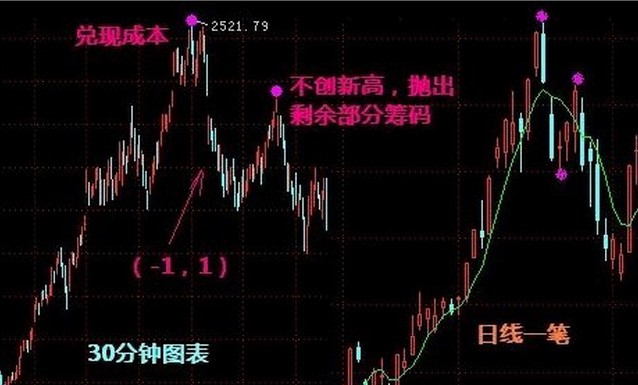 兑现成本
2521.79
不创新高，抛出
剩余部分筹码
（-1，1）
30分钟图表
日线一笔